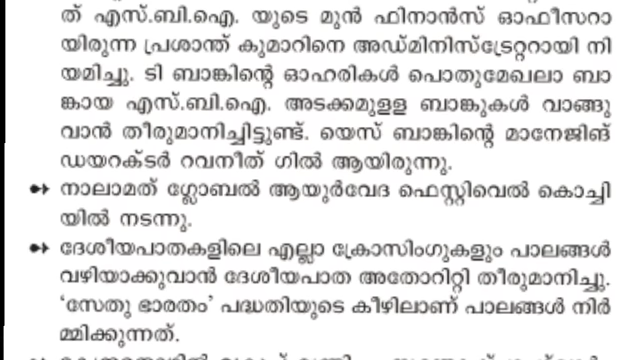 ത് എസ്.ബി.ഐ. യുടെ മുൻ ഫിനാൻസ് ഓഫീസറാ
യിരുന്ന പ്രശാന്ത് കുമാറിനെ അഡ്മിനിസ്ട്രേറ്ററായി നി
യമിച്ചു. ടി ബാങ്കിന്റെ ഓഹരികൾ പൊതുമേഖലാ ബാ
ങ്കായ എസ്.ബി.ഐ. അടക്കമുളള ബാങ്കുകൾ വാങ്ങു
വാൻ തീരുമാനിച്ചിട്ടുണ്ട്. യെസ് ബാങ്കിന്റെ മാനേജിങ്
ഡയറക്ടർ റവനീത് ഗിൽ ആയിരുന്നു.
➻ നാലാമത് ഗ്ലോബൽ ആയുർവേദ ഫെസ്റ്റിവെൽ കൊച്ചി
യിൽ നടന്നു.
➻ ദേശീയപാതകളിലെ എല്ലാ ക്രോസിംഗുകളും പാലങ്ങൾ
വഴിയാക്കുവാൻ ദേശീയപാത അതോറിറ്റി തീരുമാനിച്ചു.
‘സേതു ഭാരതം’ പദ്ധതിയുടെ കീഴിലാണ് പാലങ്ങൾ നിർ
മ്മിക്കുന്നത്.